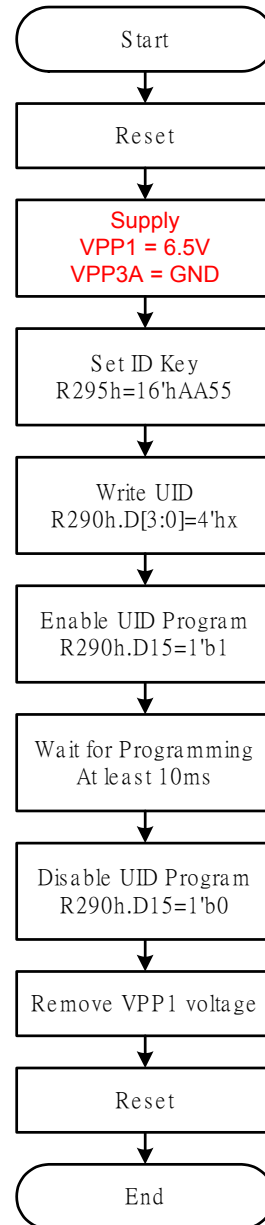 Start
Reset
Supply
VPP1 = 6.5V
VPP3A = GND
Set ID Key
R295h=16'hAA55
Write UID
R290h.D[3:0]=4'hx
Enable UID Program
R290h.D15=1'b1
Wait for Programming
At least 10ms
Disable UID Program
R290h.D15=1'b0
Remove VPP1 voltage
Reset
End